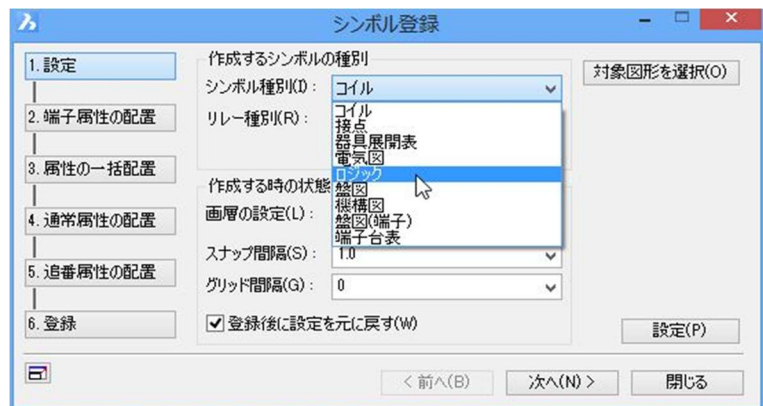 シンボル登録
1. 設定
2. 端子属性の配置
3. 属性の一括配置
4. 通常属性の配置
5. 追番属性の配置
6. 登録
作成するシンボルの種別
シンボル種別(I): コイル
リレー種別(R):
コイル
接点
器具展開表
電気図
ロジック
盤図
機構図
盤図(端子)
端子台表
作成する時の状態
画層の設定(L):
スナップ間隔(S): 1.0
グリッド間隔(G): 0
登録後に設定を元に戻す(W)
対象図形を選択(O)
設定(P)
< 前へ(B)
次へ(N) >
閉じる